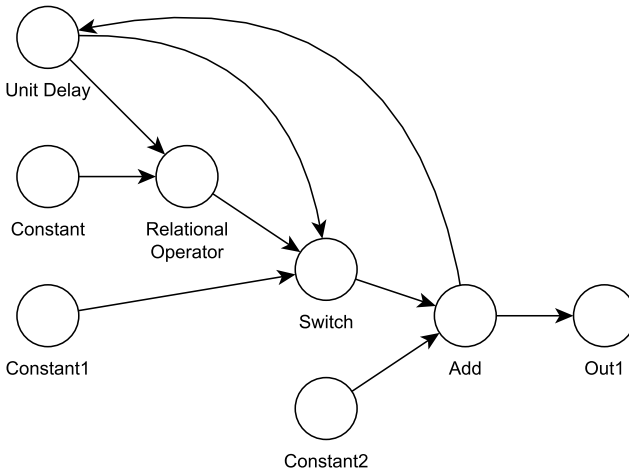 Unit Delay
Constant
Relational
Operator
Constant1
Switch
Add
Out1
Constant2